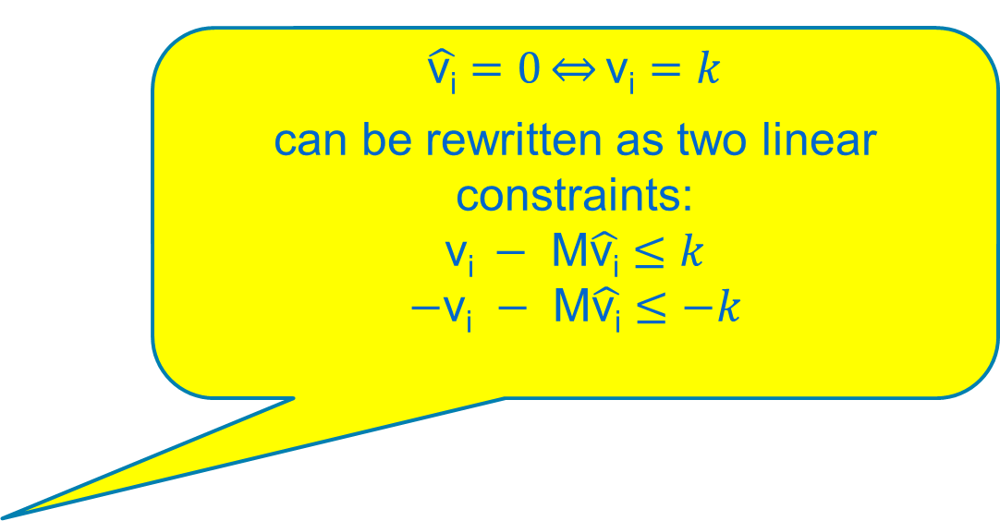 v̂ᵢ = 0 ⇔ vᵢ = k
can be rewritten as two linear
constraints:
vᵢ − Mv̂ᵢ ≤ k
−vᵢ − Mv̂ᵢ ≤ −k